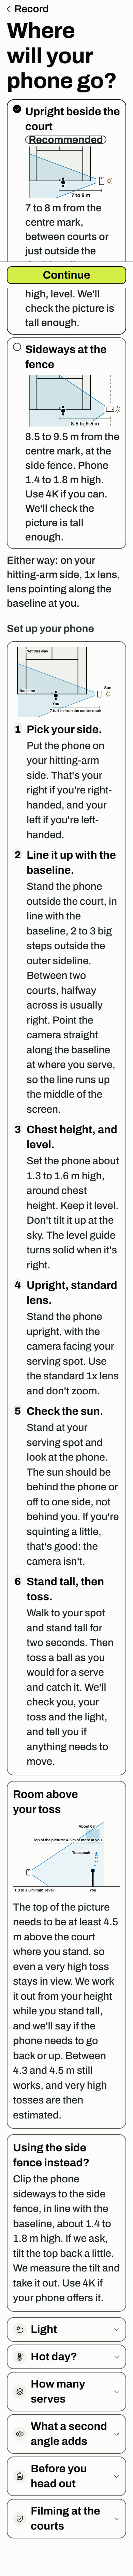 Record
Where
will your
phone go?
Upright beside the
court
Recommended
7 to 8 m
7 to 8 m from the
centre mark,
between courts or
just outside the
Continue
high, level. We'll
check the picture is
tall enough.
Sideways at the
fence
8.5 to 9.5 m
8.5 to 9.5 m from the
centre mark, at the
side fence. Phone
1.4 to 1.8 m high.
Use 4K if you can.
We'll check the
picture is tall
enough.
Either way: on your
hitting-arm side, 1x lens,
lens pointing along the
baseline at you.
Set up your phone
Net this way
Sun
Baseline
You
7 to 8 m from the centre mark
1 Pick your side.
Put the phone on
your hitting-arm
side. That's your
right if you're right-
handed, and your
left if you're left-
handed.
2 Line it up with the
baseline.
Stand the phone
outside the court, in
line with the
baseline, 2 to 3 big
steps outside the
outer sideline.
Between two
courts, halfway
across is usually
right. Point the
camera straight
along the baseline
at where you serve,
so the line runs up
the middle of the
screen.
3 Chest height, and
level.
Set the phone about
1.3 to 1.6 m high,
around chest
height. Keep it level.
Don't tilt it up at the
sky. The level guide
turns solid when it's
right.
4 Upright, standard
lens.
Stand the phone
upright, with the
camera facing your
serving spot. Use
the standard 1x lens
and don't zoom.
5 Check the sun.
Stand at your
serving spot and
look at the phone.
The sun should be
behind the phone or
off to one side, not
behind you. If you're
squinting a little,
that's good: the
camera isn't.
6 Stand tall, then
toss.
Walk to your spot
and stand tall for
two seconds. Then
toss a ball as you
would for a serve
and catch it. We'll
check you, your
toss and the light,
and tell you if
anything needs to
move.
Room above
your toss
About 6 m
Top of the picture: 4.5 m or more at you
Toss peak
1.3 to 1.6 m high, level
You
The top of the picture
needs to be at least 4.5
m above the court
where you stand, so
even a very high toss
stays in view. We work
it out from your height
while you stand tall,
and we'll say if the
phone needs to go
back or up. Between
4.3 and 4.5 m still
works, and very high
tosses are then
estimated.
Using the side
fence instead?
Clip the phone
sideways to the side
fence, in line with the
baseline, about 1.4 to
1.8 m high. If we ask,
tilt the top back a little.
We measure the tilt and
take it out. Use 4K if
your phone offers it.
Light
Hot day?
How many
serves
What a second
angle adds
Before you
head out
Filming at the
courts